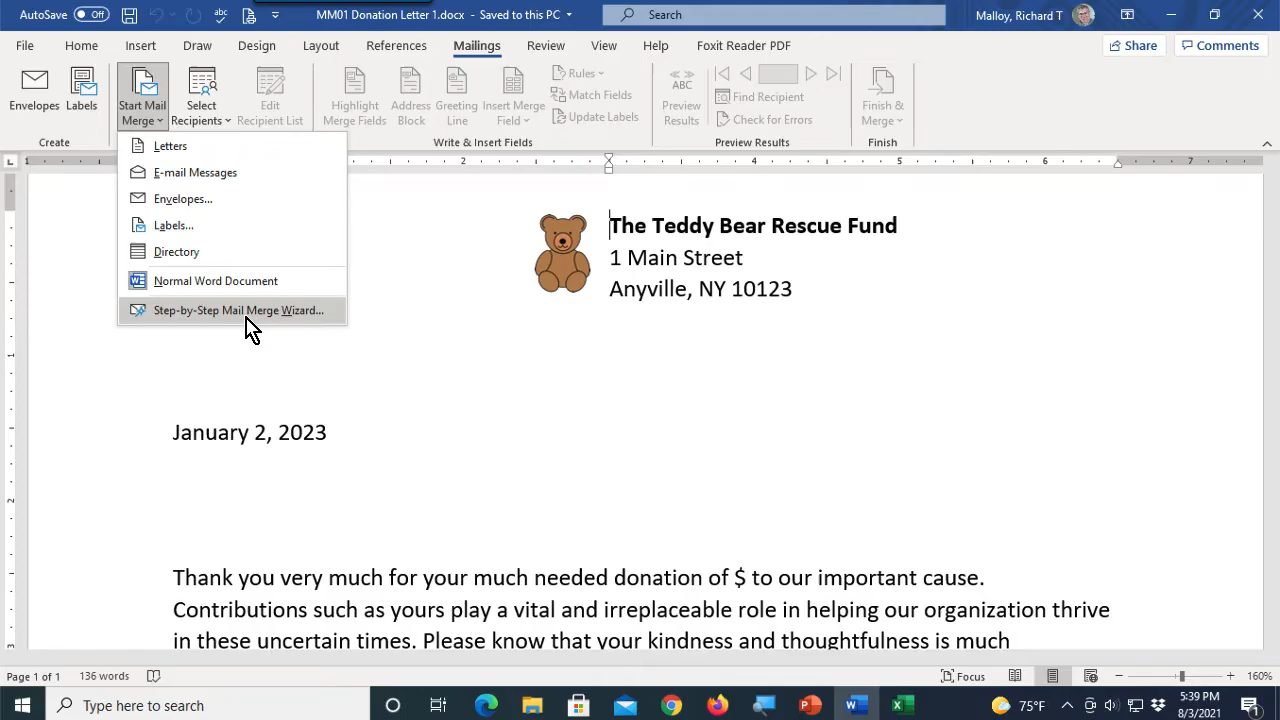 AutoSave Off MM01 Donation Letter 1.docx - Saved to this PC Search Malloy, Richard T
File Home Insert Draw Design Layout References Mailings Review View Help Foxit Reader PDF Share Comments
Envelopes Labels
Create
Start Mail Merge
Select Recipients
Edit Recipient List
Highlight Merge Fields
Address Block
Greeting Line
Insert Merge Field
Rules
Match Fields
Update Labels
Write & Insert Fields
ABC
Preview Results
Find Recipient
Check for Errors
Preview Results
Finish & Merge
Finish
Letters
E-mail Messages
Envelopes...
Labels...
Directory
Normal Word Document
Step-by-Step Mail Merge Wizard...
1 2 4 5 6 7
The Teddy Bear Rescue Fund
1 Main Street
Anyville, NY 10123
January 2, 2023
Thank you very much for your much needed donation of $ to our important cause.
Contributions such as yours play a vital and irreplaceable role in helping our organization thrive
in these uncertain times. Please know that your kindness and thoughtfulness is much
Page 1 of 1 136 words Focus 160%
Type here to search 75°F 5:39 PM
8/3/2021